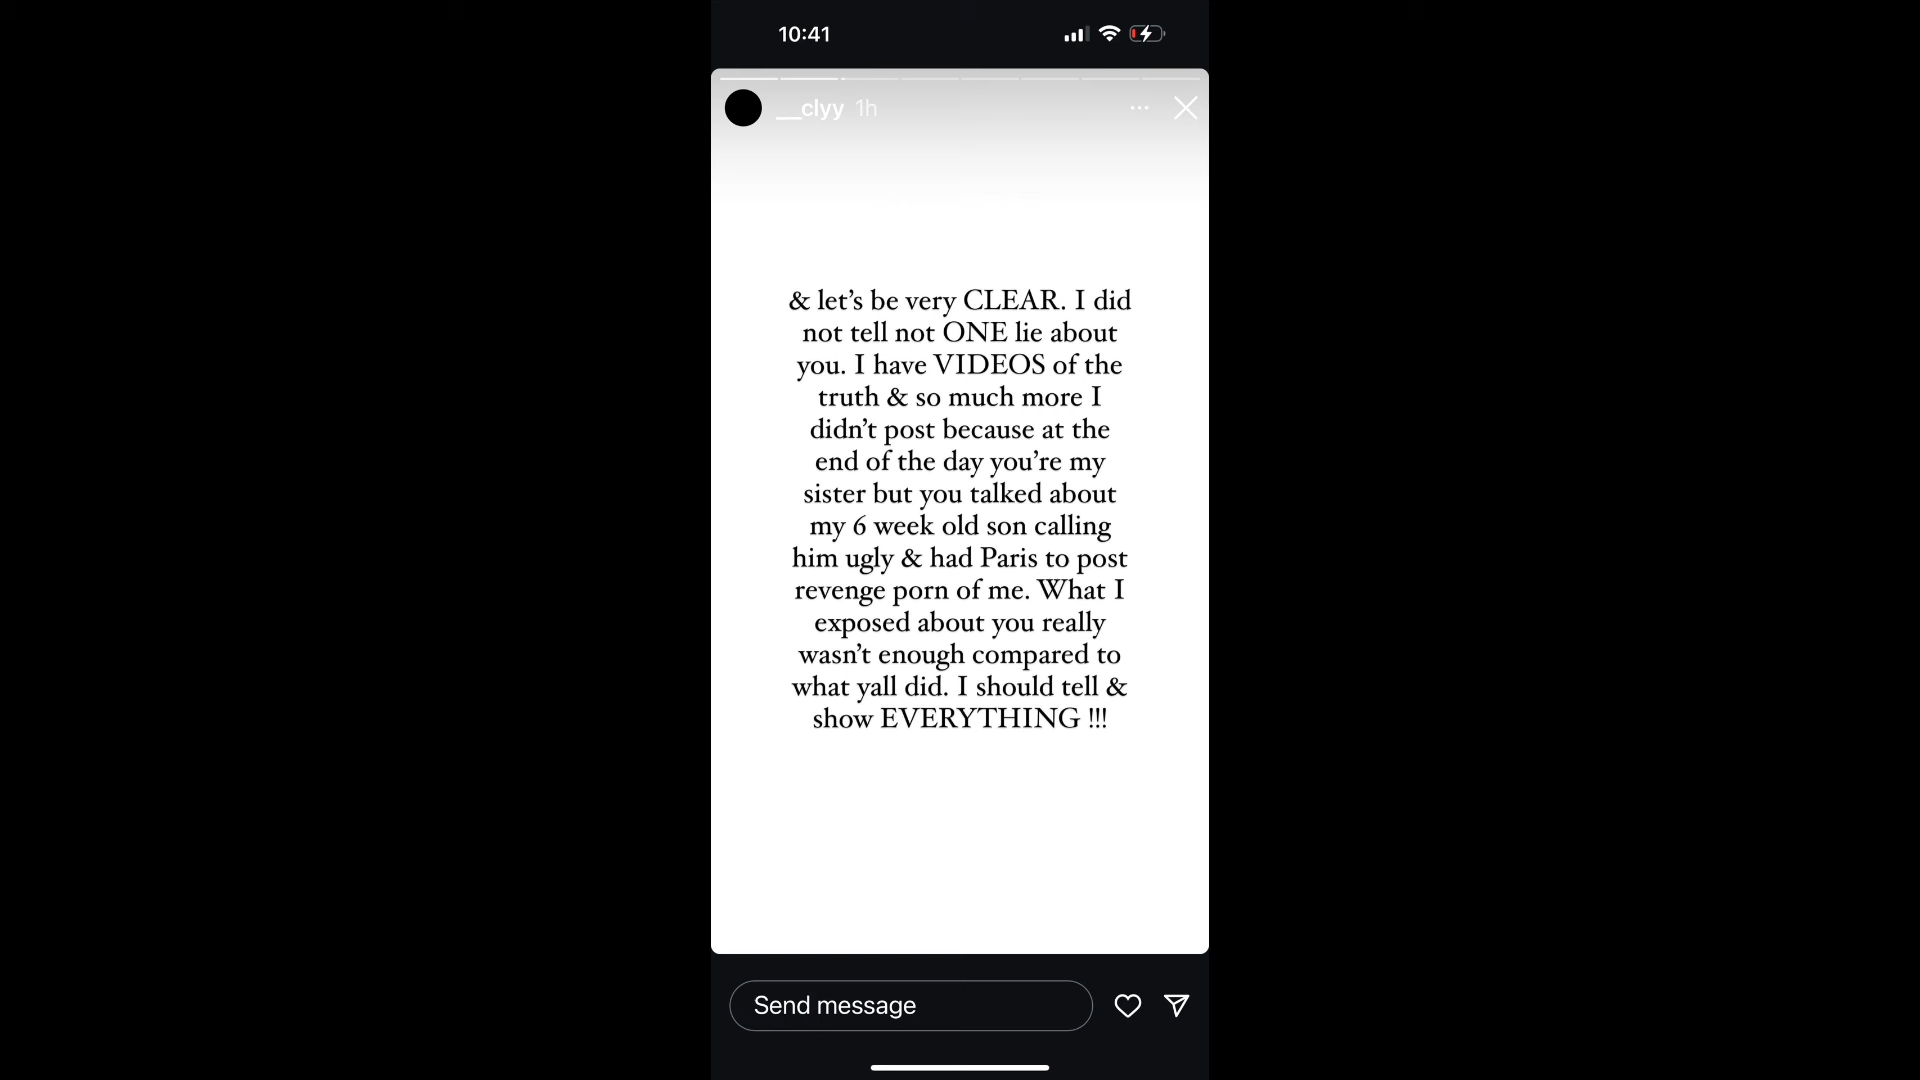 10:41
__clyy 1h
& let’s be very CLEAR. I did
not tell not ONE lie about
you. I have VIDEOS of the
truth & so much more I
didn’t post because at the
end of the day you’re my
sister but you talked about
my 6 week old son calling
him ugly & had Paris to post
revenge porn of me. What I
exposed about you really
wasn’t enough compared to
what yall did. I should tell &
show EVERYTHING !!!
Send message